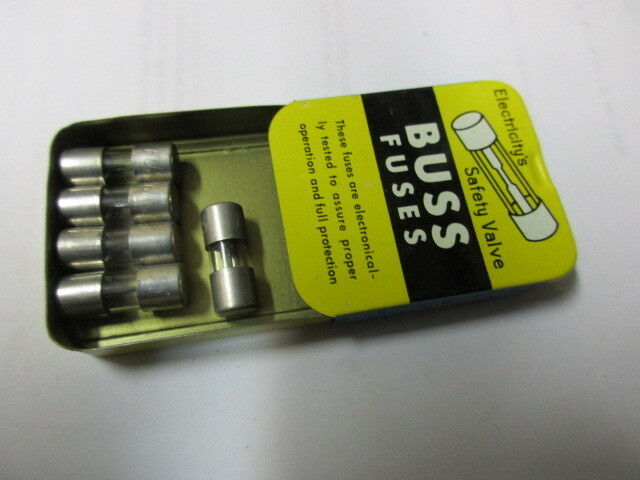 Electricity's
Safety Valve
BUSS
FUSES
These fuses are electronical-
ly tested to assure proper
operation and full protection